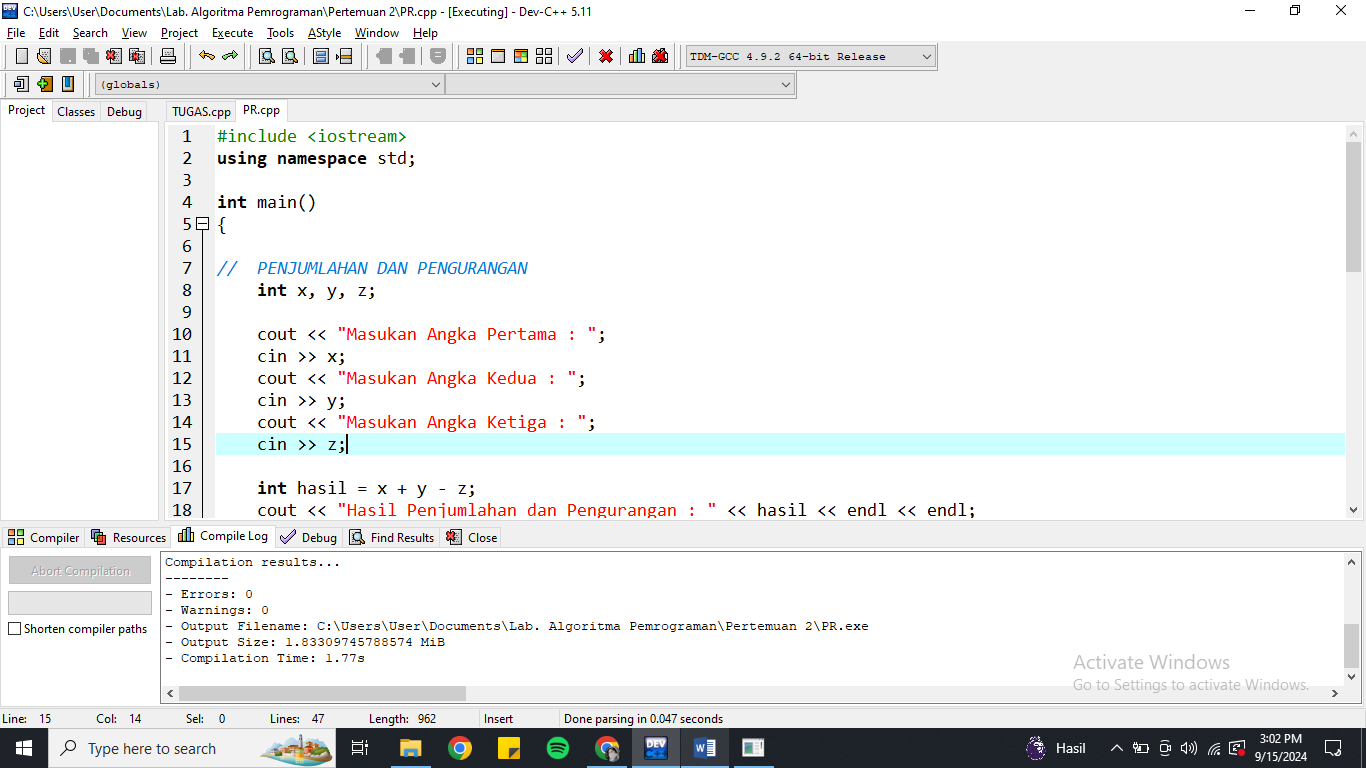 C:\Users\User\Documents\Lab. Algoritma Pemrograman\Pertemuan 2\PR.cpp - [Executing] - Dev-C++ 5.11
File Edit Search View Project Execute Tools AStyle Window Help
TDM-GCC 4.9.2 64-bit Release
(globals)
Project Classes Debug TUGAS.cpp PR.cpp
1 #include <iostream>
2 using namespace std;
3
4 int main()
5 {
6
7 // PENJUMLAHAN DAN PENGURANGAN
8 int x, y, z;
9
10 cout << "Masukan Angka Pertama : ";
11 cin >> x;
12 cout << "Masukan Angka Kedua : ";
13 cin >> y;
14 cout << "Masukan Angka Ketiga : ";
15 cin >> z;
16
17 int hasil = x + y - z;
18 cout << "Hasil Penjumlahan dan Pengurangan : " << hasil << endl << endl;
Compiler Resources Compile Log Debug Find Results Close
Abort Compilation
Shorten compiler paths
Compilation results...
--------
- Errors: 0
- Warnings: 0
- Output Filename: C:\Users\User\Documents\Lab. Algoritma Pemrograman\Pertemuan 2\PR.exe
- Output Size: 1.83309745788574 MiB
- Compilation Time: 1.77s
Activate Windows
Go to Settings to activate Windows.
Line: 15 Col: 14 Sel: 0 Lines: 47 Length: 962 Insert Done parsing in 0.047 seconds
Type here to search
DEV
Hasil
3:02 PM
9/15/2024